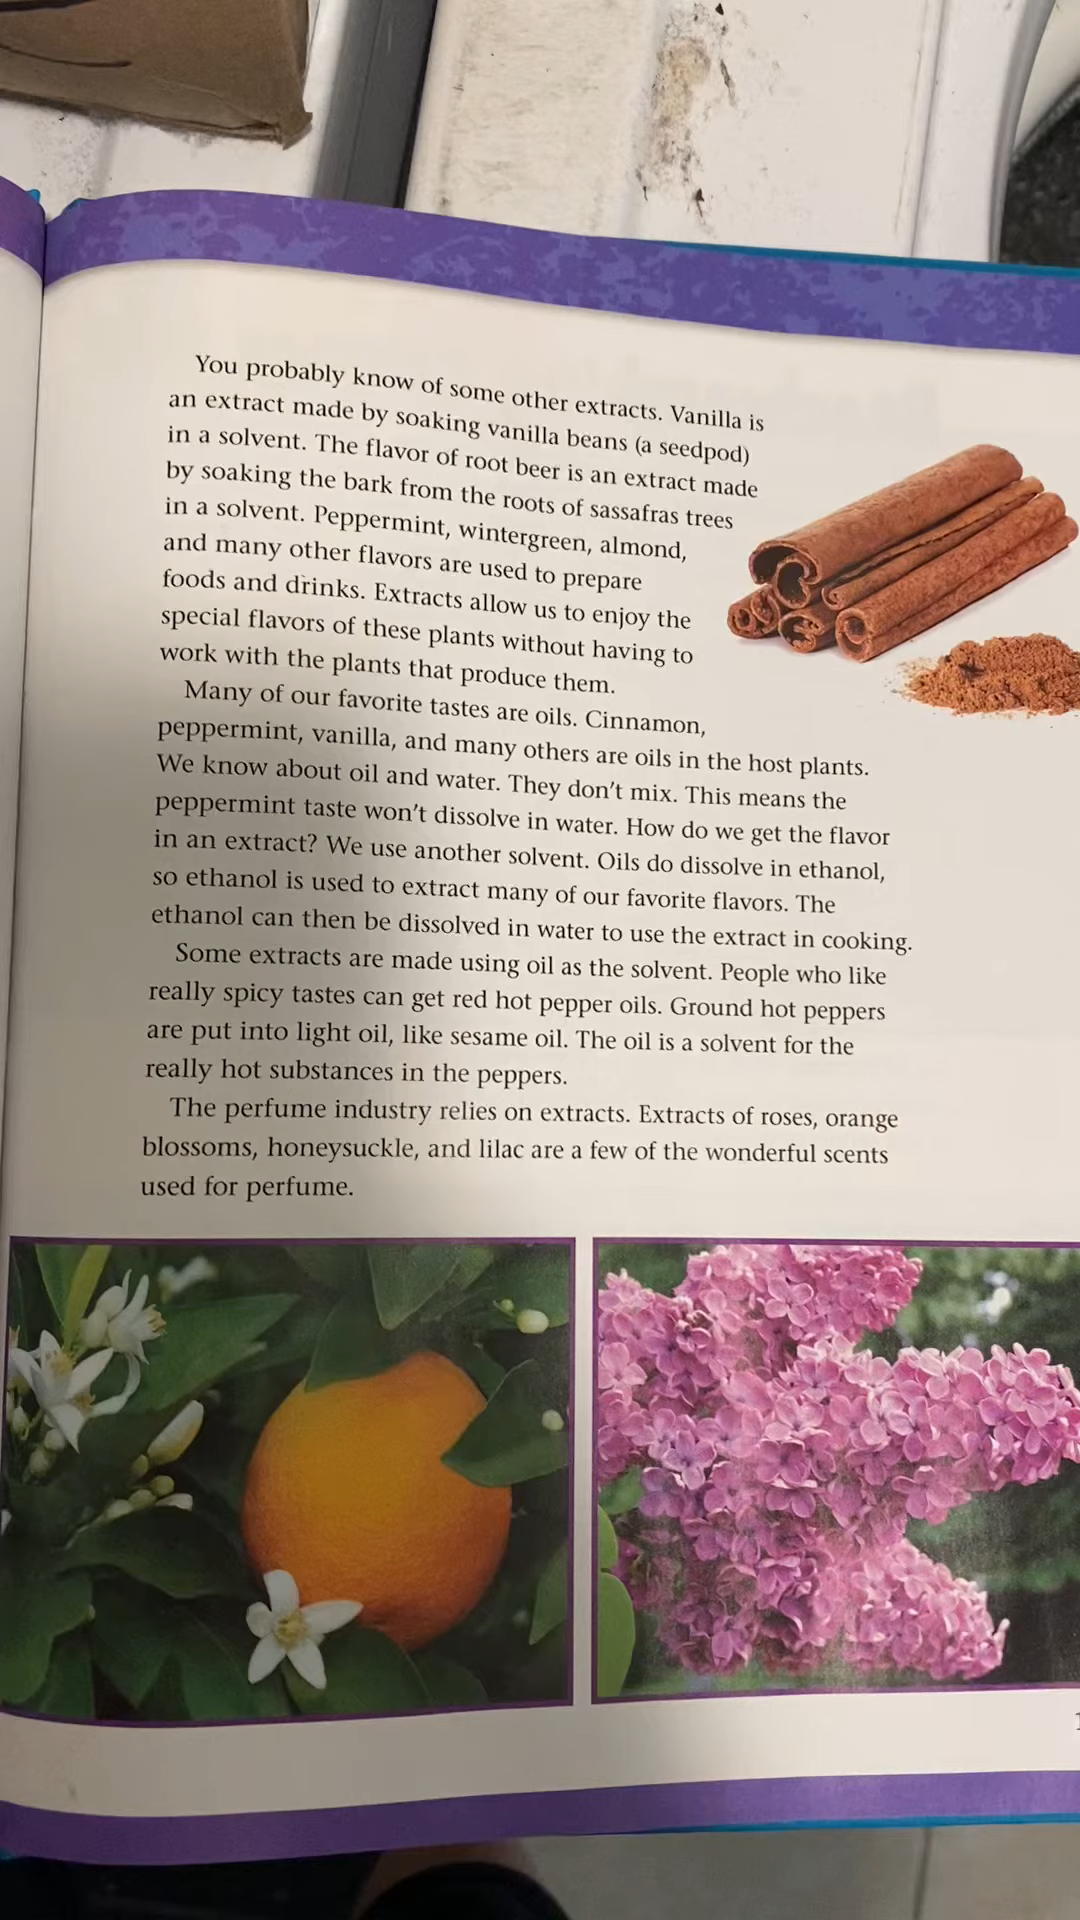 You probably know of some other extracts. Vanilla is
an extract made by soaking vanilla beans (a seedpod)
in a solvent. The flavor of root beer is an extract made
by soaking the bark from the roots of sassafras trees
in a solvent. Peppermint, wintergreen, almond,
and many other flavors are used to prepare
foods and drinks. Extracts allow us to enjoy the
special flavors of these plants without having to
work with the plants that produce them.
Many of our favorite tastes are oils. Cinnamon,
peppermint, vanilla, and many others are oils in the host plants.
We know about oil and water. They don't mix. This means the
peppermint taste won't dissolve in water. How do we get the flavor
in an extract? We use another solvent. Oils do dissolve in ethanol,
so ethanol is used to extract many of our favorite flavors. The
ethanol can then be dissolved in water to use the extract in cooking.
Some extracts are made using oil as the solvent. People who like
really spicy tastes can get red hot pepper oils. Ground hot peppers
are put into light oil, like sesame oil. The oil is a solvent for the
really hot substances in the peppers.
The perfume industry relies on extracts. Extracts of roses, orange
blossoms, honeysuckle, and lilac are a few of the wonderful scents
used for perfume.